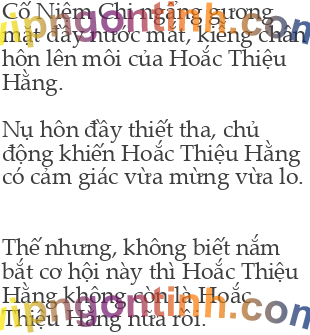 Cố Niệm Chi ngẩng gương
mặt đầy nước mắt, kiễng chân
hôn lên môi của Hoắc Thiệu
Hằng.
Nụ hôn đầy thiết tha, chủ
động khiến Hoắc Thiệu Hằng
có cảm giác vừa mừng vừa lo.
Thế nhưng, không biết nắm
bắt cơ hội này thì Hoắc Thiệu
Hằng không còn là Hoắc
Thiệu Hằng nữa rồi.
vipngontinh.com
vipngontinh.com